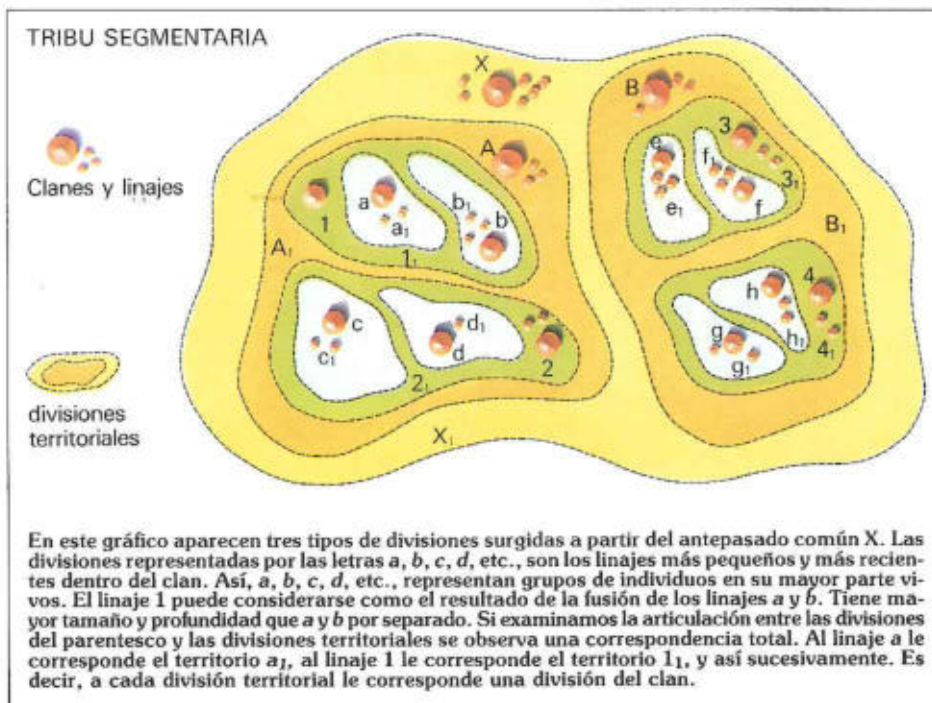 TRIBU SEGMENTARIA
Clanes y linajes
divisiones
territoriales
X
A
B
1
a
a₁
b₁
b
1₁
A₁
c
c₁
d₁
d
2
2₁
X₁
e
e₁
f₁
f
3
3₁
B₁
h
h₁
g
g₁
4
4₁
En este gráfico aparecen tres tipos de divisiones surgidas a partir del antepasado común X. Las
divisiones representadas por las letras a, b, c, d, etc., son los linajes más pequeños y más recien-
tes dentro del clan. Así, a, b, c, d, etc., representan grupos de individuos en su mayor parte vi-
vos. El linaje 1 puede considerarse como el resultado de la fusión de los linajes a y b. Tiene ma-
yor tamaño y profundidad que a y b por separado. Si examinamos la articulación entre las divisiones
del parentesco y las divisiones territoriales se observa una correspondencia total. Al linaje a le
corresponde el territorio a₁, al linaje 1 le corresponde el territorio 1₁, y así sucesivamente. Es
decir, a cada división territorial le corresponde una división del clan.